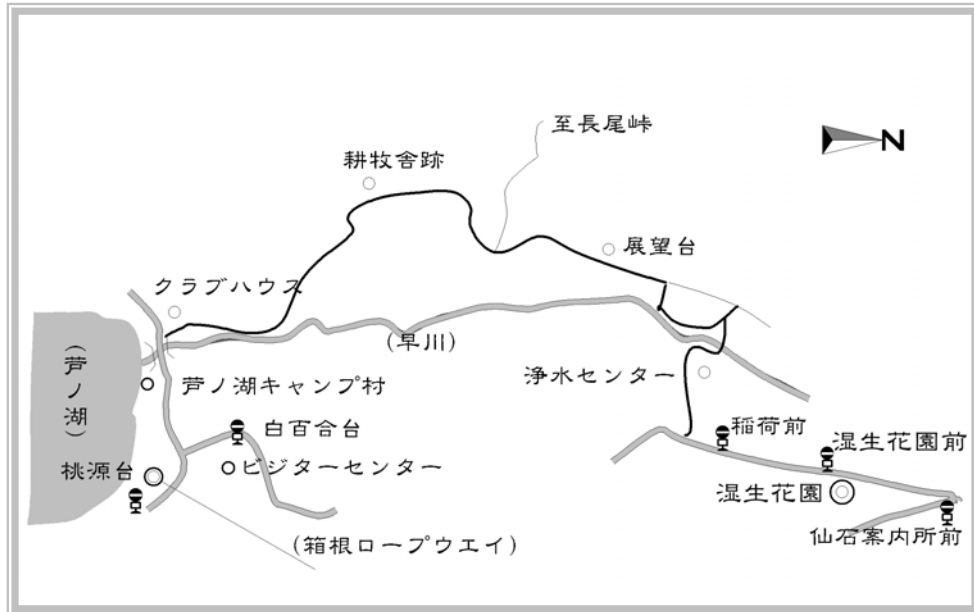 至長尾峠
耕牧舎跡
N
展望台
クラブハウス
(早川)
(芦ノ湖)
芦ノ湖キャンプ村
浄水センター
白百合台
稲荷前
湿生花園前
桃源台
ビジターセンター
湿生花園
(箱根ロープウエイ)
仙石案内所前